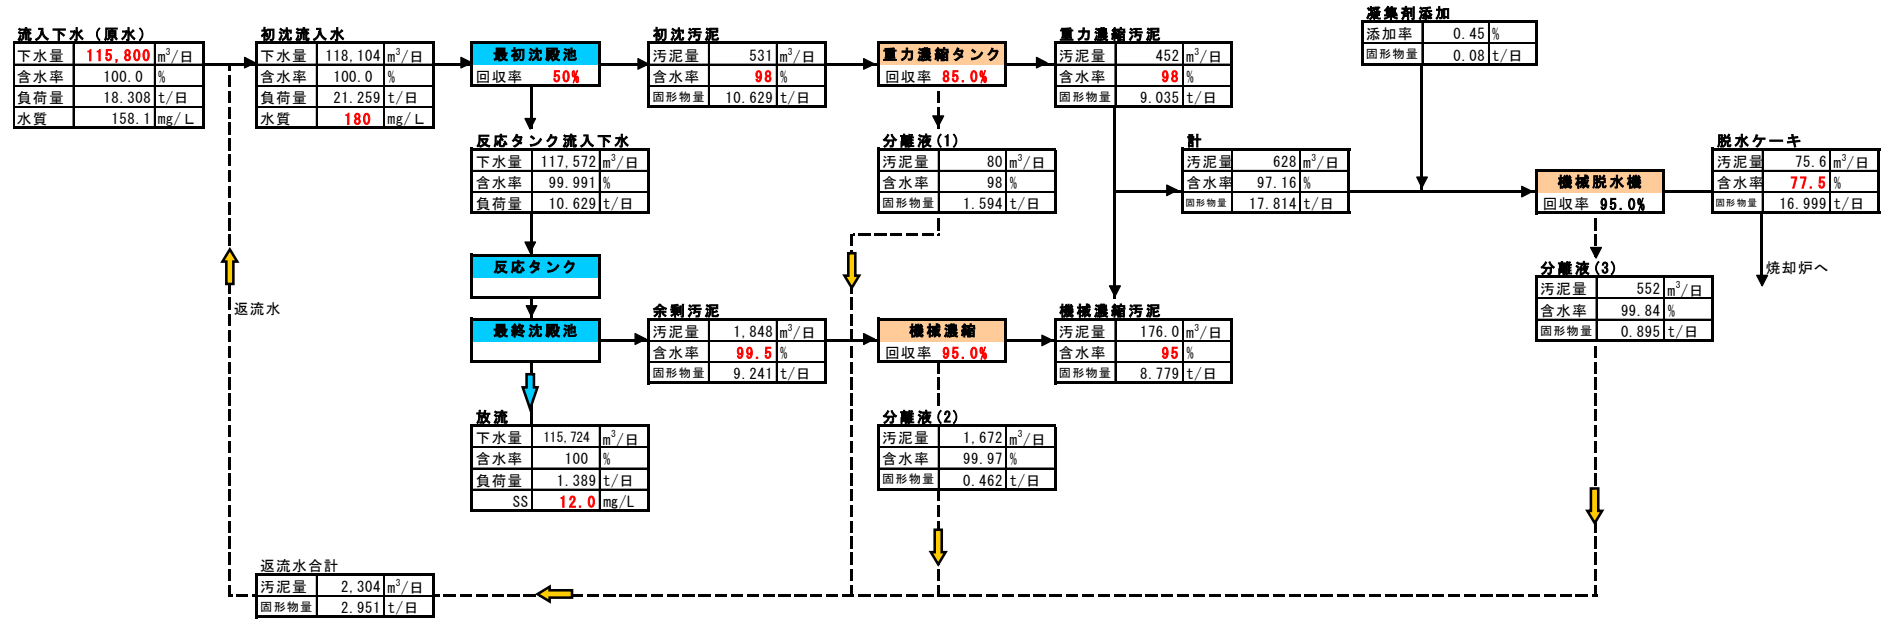 流入下水（原水）
下水量 115,800 m³/日
含水率 100.0 %
負荷量 18.308 t/日
水質 158.1 mg/L
初沈流入水
下水量 118,104 m³/日
含水率 100.0 %
負荷量 21.259 t/日
水質 180 mg/L
最初沈殿池
回収率 50%
初沈汚泥
汚泥量 531 m³/日
含水率 98 %
固形物量 10.629 t/日
重力濃縮タンク
回収率 85.0%
重力濃縮汚泥
汚泥量 452 m³/日
含水率 98 %
固形物量 9.035 t/日
凝集剤添加
添加率 0.45 %
固形物量 0.08 t/日
反応タンク流入下水
下水量 117,572 m³/日
含水率 99.991 %
負荷量 10.629 t/日
分離液(1)
汚泥量 80 m³/日
含水率 98 %
固形物量 1.594 t/日
計
汚泥量 628 m³/日
含水率 97.16 %
固形物量 17.814 t/日
機械脱水機
回収率 95.0%
脱水ケーキ
汚泥量 75.6 m³/日
含水率 77.5 %
固形物量 16.999 t/日
焼却炉へ
反応タンク
返流水
分離液(3)
汚泥量 552 m³/日
含水率 99.84 %
固形物量 0.895 t/日
最終沈殿池
余剰汚泥
汚泥量 1,848 m³/日
含水率 99.5 %
固形物量 9.241 t/日
機械濃縮
回収率 95.0%
機械濃縮汚泥
汚泥量 176.0 m³/日
含水率 95 %
固形物量 8.779 t/日
放流
下水量 115,724 m³/日
含水率 100 %
負荷量 1.389 t/日
SS 12.0 mg/L
分離液(2)
汚泥量 1,672 m³/日
含水率 99.97 %
固形物量 0.462 t/日
返流水合計
汚泥量 2,304 m³/日
固形物量 2.951 t/日